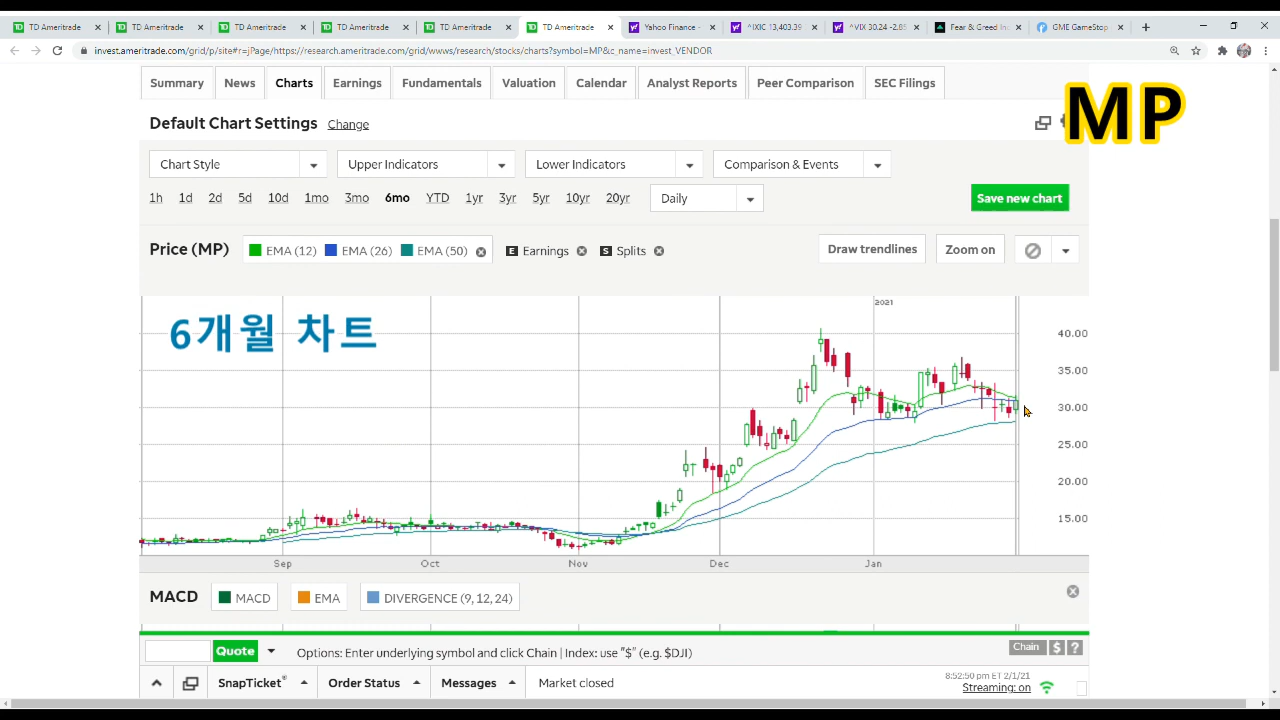 TD Ameritrade
TD Ameritrade
TD Ameritrade
TD Ameritrade
TD Ameritrade
TD Ameritrade
Yahoo Finance -
^IXIC 13,403.39
^VIX 30.24 -2.85
Fear & Greed Inc
GME GameStop
invest.ameritrade.com/grid/p/site#r=jPage/https://research.ameritrade.com/grid/wwws/research/stocks/charts?symbol=MP&c_name=invest_VENDOR
Summary
News
Charts
Earnings
Fundamentals
Valuation
Calendar
Analyst Reports
Peer Comparison
SEC Filings
MP
Default Chart Settings Change
Chart Style
Upper Indicators
Lower Indicators
Comparison & Events
1h 1d 2d 5d 10d 1mo 3mo 6mo YTD 1yr 3yr 5yr 10yr 20yr
Daily
Save new chart
Price (MP)
EMA (12) EMA (26) EMA (50)
E Earnings
S Splits
Draw trendlines
Zoom on
2021
6개월 차트
40.00
35.00
30.00
25.00
20.00
15.00
Sep Oct Nov Dec Jan
MACD
MACD
EMA
DIVERGENCE (9, 12, 24)
Quote
Options: Enter underlying symbol and click Chain | Index: use "$" (e.g. $DJI)
Chain $ ?
SnapTicket®
Order Status
Messages
Market closed
8:52:50 pm ET 2/1/21
Streaming: on